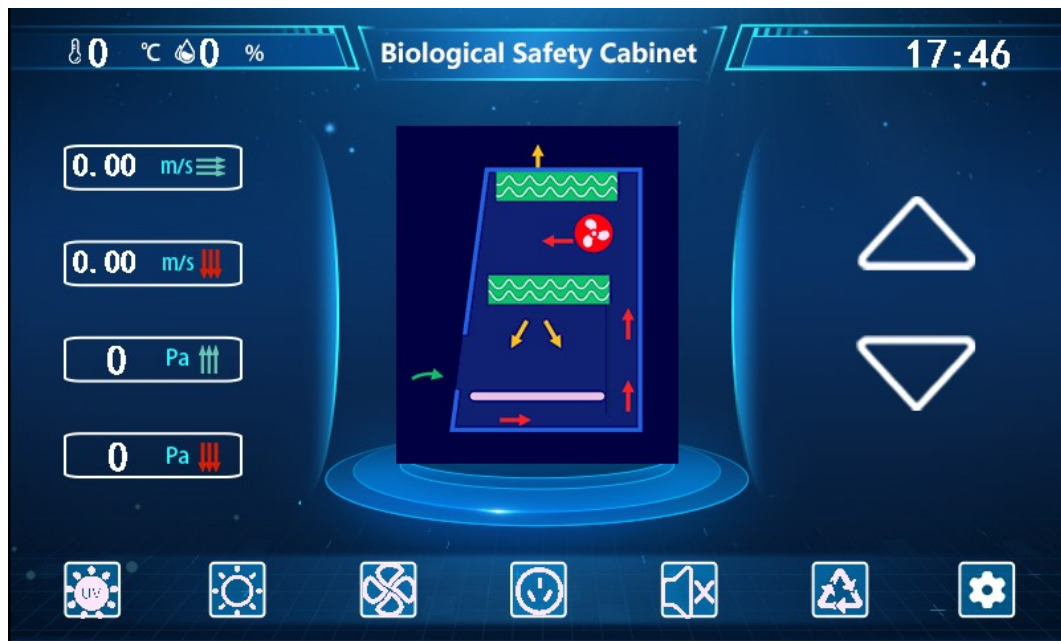 0 ℃ 0 %
Biological Safety Cabinet
17:46
0.00 m/s
0.00 m/s
0 Pa
0 Pa
UV